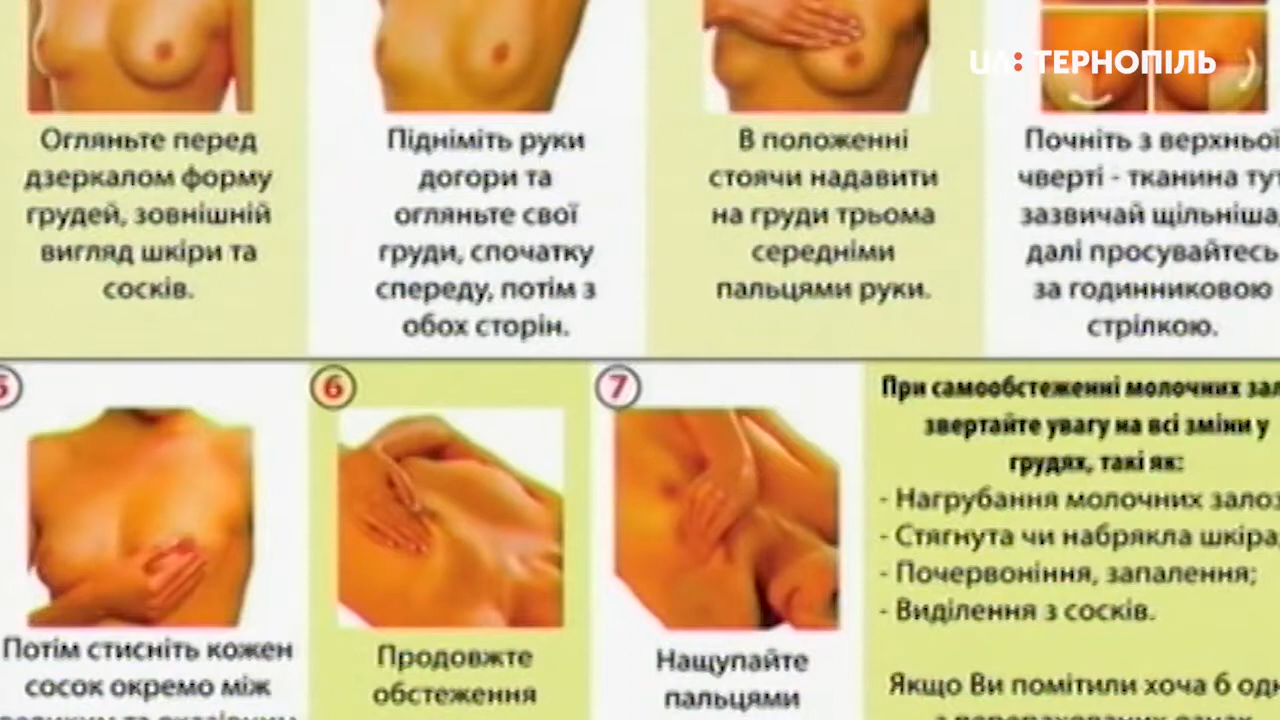 UA: ТЕРНОПІЛЬ
Огляньте перед
дзеркалом форму
грудей, зовнішній
вигляд шкіри та
сосків.
Підніміть руки
догори та
огляньте свої
груди, спочатку
спереду, потім з
обох сторін.
В положенні
стоячи надавити
на груди трьома
середніми
пальцями руки.
Почніть з верхньої
чверті - тканина тут
зазвичай щільніша,
далі просувайтесь
за годинниковою
стрілкою.
5
Потім стисніть кожен
сосок окремо між
6
Продовжте
обстеження
7
Нащупайте
пальцями
При самообстеженні молочних зал
звертайте увагу на всі зміни у
грудях, такі як:
- Нагрубання молочних залоз
- Стягнута чи набрякла шкіра;
- Почервоніння, запалення;
- Виділення з сосків.
Якщо Ви помітили хоча б одн